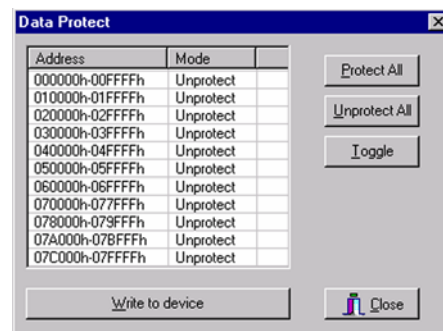 Data Protect
Address Mode
000000h-00FFFFh Unprotect
010000h-01FFFFh Unprotect
020000h-02FFFFh Unprotect
030000h-03FFFFh Unprotect
040000h-04FFFFh Unprotect
050000h-05FFFFh Unprotect
060000h-06FFFFh Unprotect
070000h-077FFFh Unprotect
078000h-079FFFh Unprotect
07A000h-07BFFFh Unprotect
07C000h-07FFFFh Unprotect
Protect All
Unprotect All
Toggle
Write to device
Close